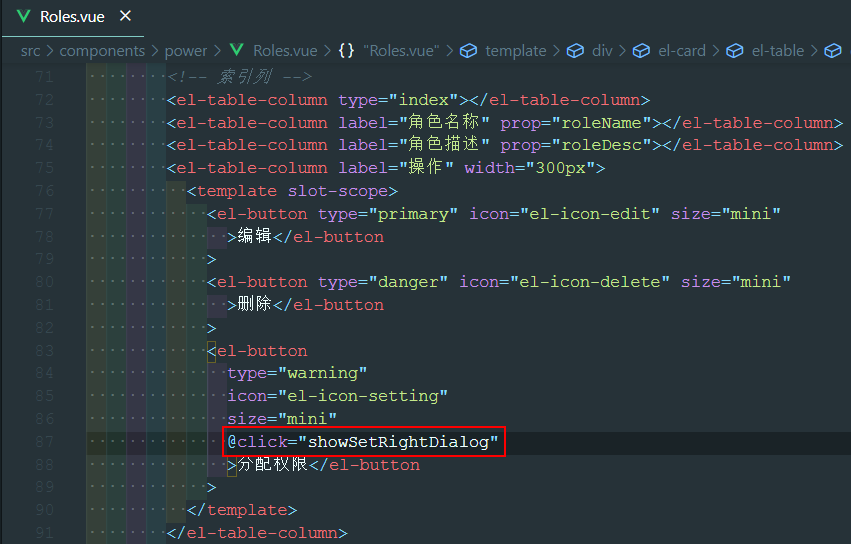 Roles.vue ×
src > components > power > Roles.vue > {} "Roles.vue" > template > div > el-card > el-table >
71 <!-- 索引列 -->
72 <el-table-column type="index"></el-table-column>
73 <el-table-column label="角色名称" prop="roleName"></el-table-column>
74 <el-table-column label="角色描述" prop="roleDesc"></el-table-column>
75 <el-table-column label="操作" width="300px">
76 <template slot-scope>
77 <el-button type="primary" icon="el-icon-edit" size="mini"
78 >编辑</el-button
79 >
80 <el-button type="danger" icon="el-icon-delete" size="mini"
81 >删除</el-button
82 >
83 <el-button
84 type="warning"
85 icon="el-icon-setting"
86 size="mini"
87 @click="showSetRightDialog"
88 >分配权限</el-button
89 >
90 </template>
91 </el-table-column>